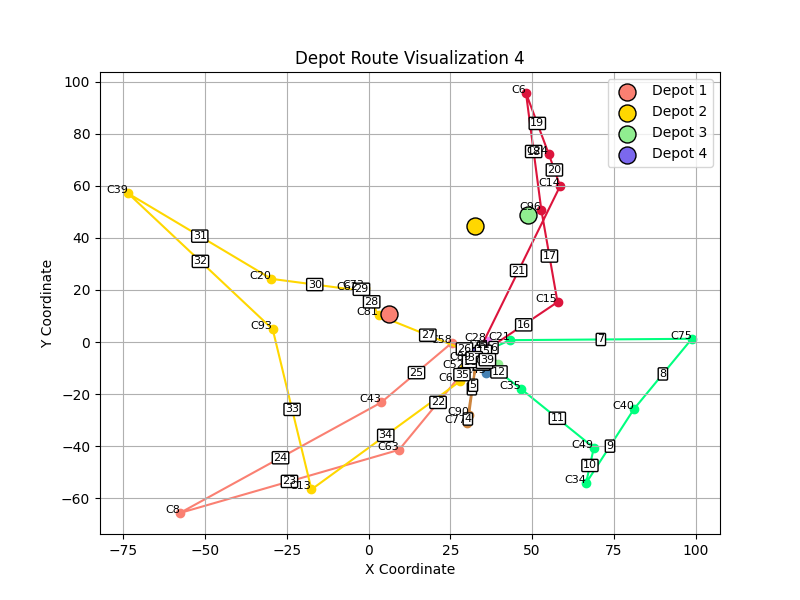 Depot Route Visualization 4
Depot 1
Depot 2
Depot 3
Depot 4
Y Coordinate
100
80
60
40
20
0
−20
−40
−60
−75
−50
−25
0
25
50
75
100
X Coordinate
C6
19
20
C14
C96
17
21
C15
16
C39
31
32
C20
30
29
28
C81
C93
27
C28
C21
7
C75
39
12
C35
8
25
35
C43
22
C40
C90
4
11
33
34
C63
C49
9
24
10
23
C13
C34
C8